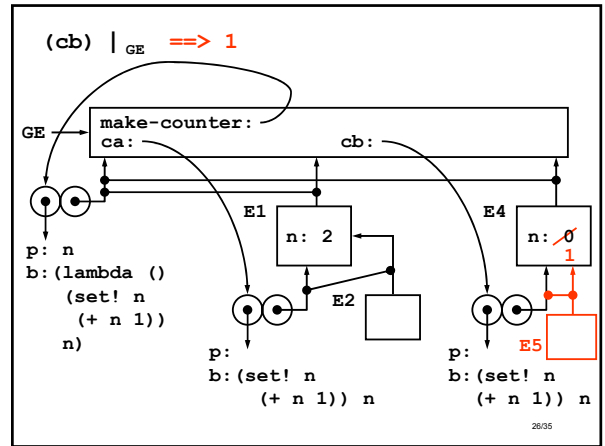 (cb) | GE ==> 1
make-counter:
GE
ca: cb:
E1 E4
n: 2
n: 0
1
p: n
b:(lambda ()
(set! n
(+ n 1))
n)
E2
E5
p:
b:(set! n
(+ n 1)) n
p:
b:(set! n
(+ n 1)) n
26/35